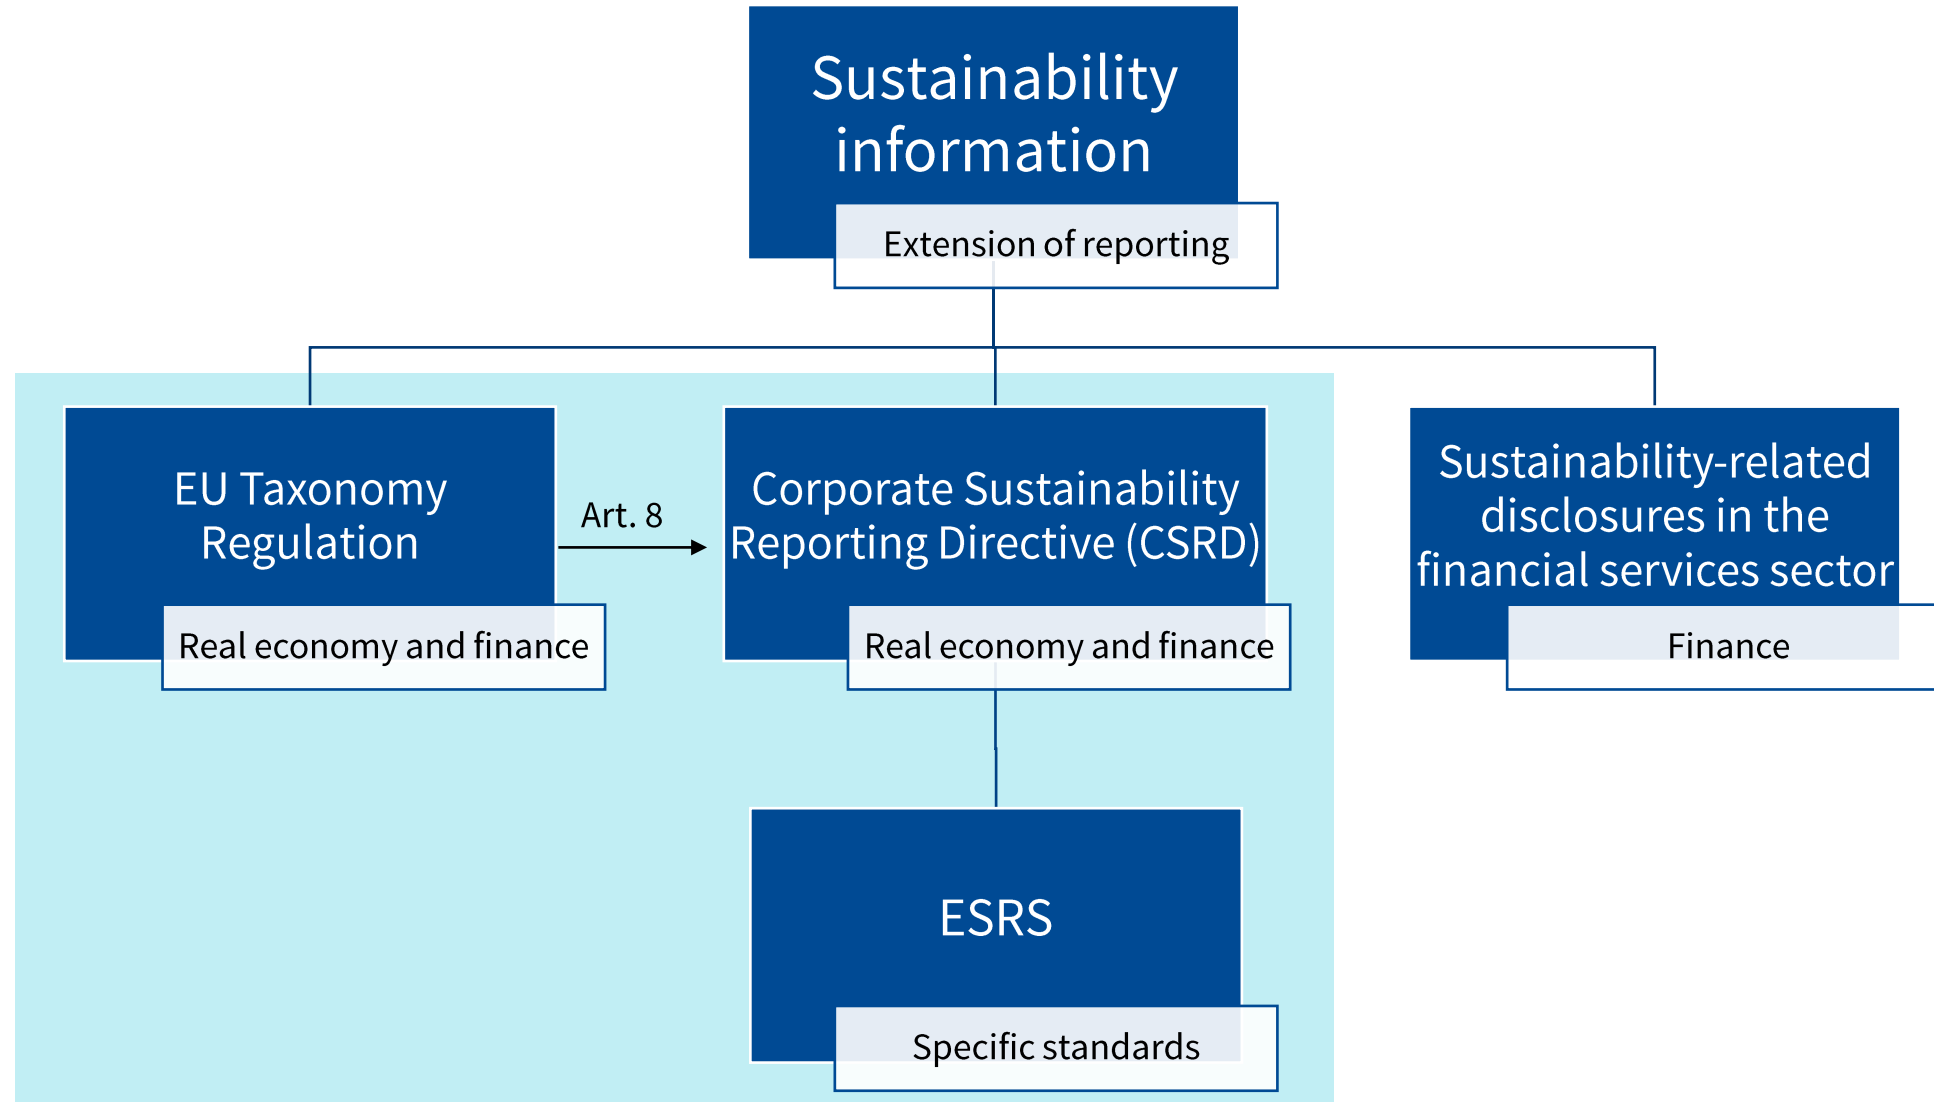 Sustainability
information
Extension of reporting
EU Taxonomy
Regulation
Real economy and finance
Art. 8
Corporate Sustainability
Reporting Directive (CSRD)
Real economy and finance
Sustainability-related
disclosures in the
financial services sector
Finance
ESRS
Specific standards